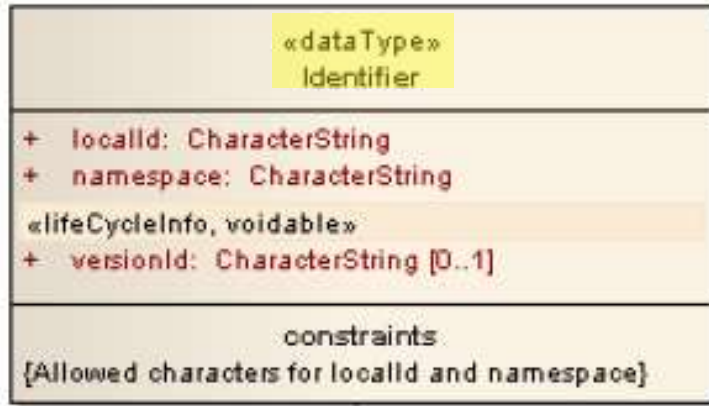 «dataType»
Identifier
+ localId: CharacterString
+ namespace: CharacterString
«lifeCycleInfo, voidable»
+ versionId: CharacterString [0..1]
constraints
{Allowed characters for localId and namespace}